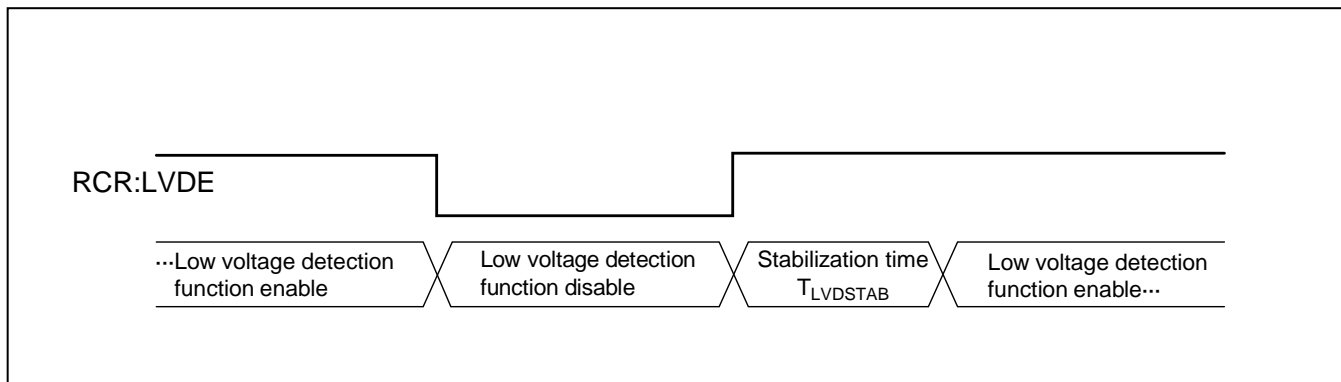 RCR:LVDE
···Low voltage detection
function enable
Low voltage detection
function disable
Stabilization time
TLVDSTAB
Low voltage detection
function enable···